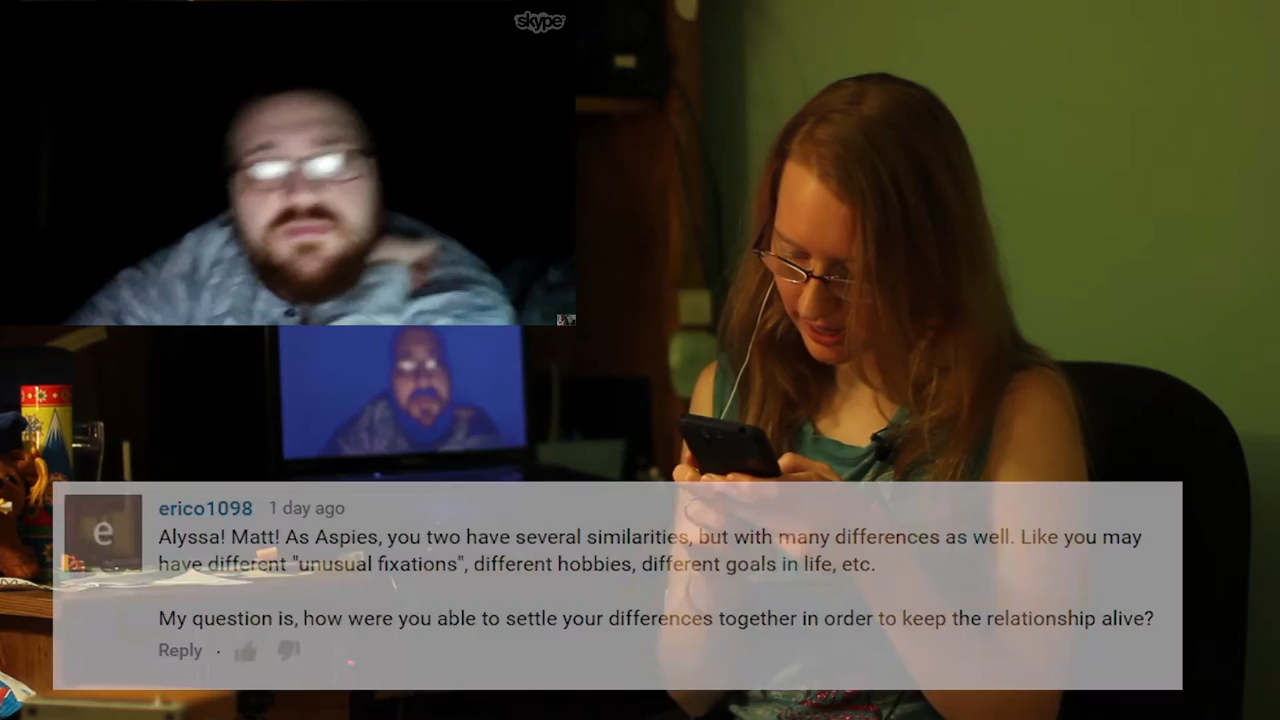 skype
e
erico1098 1 day ago
Alyssa! Matt! As Aspies, you two have several similarities, but with many differences as well. Like you may
have different "unusual fixations", different hobbies, different goals in life, etc.
My question is, how were you able to settle your differences together in order to keep the relationship alive?
Reply ·